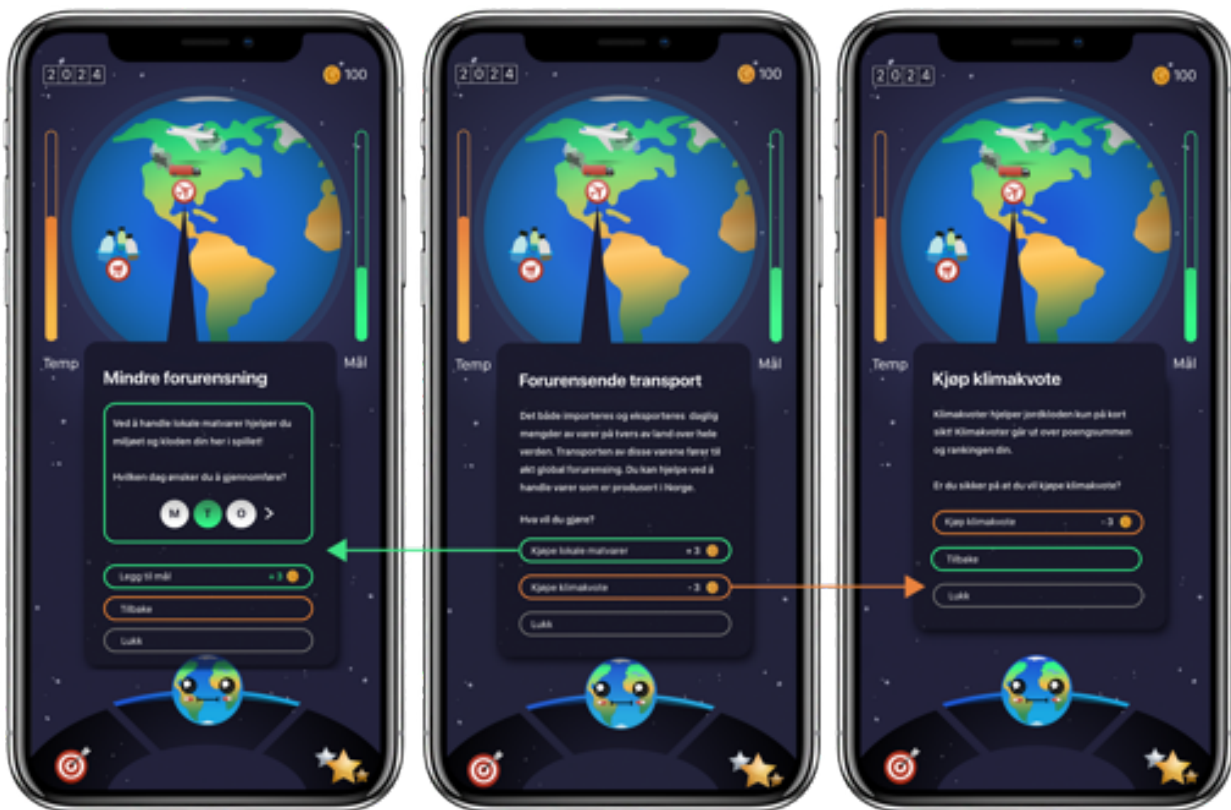 2024
100
Temp
Mål
Mindre forurensning
Ved å handle lokale matvarer hjelper du
miljøet og kloden din her i spillet!
Hvilken dag ønsker du å gjennomføre?
M T O >
Legg til mål +3
Tilbake
Lukk
2024
100
Temp
Mål
Forurensende transport
Det både importeres og eksporteres daglig
mengder av varer på tvers av land over hele
verden. Transporten av disse varene fører til
økt global forurensing. Du kan hjelpe ved å
handle varer som er produsert i Norge.
Hva vil du gjøre?
Kjøpe lokale matvarer +3
Kjøpe klimakvote -3
Lukk
2024
100
Temp
Mål
Kjøp klimakvote
Klimakvoter hjelper jordkloden kun på kort
sikt! Klimakvoter går ut over poengsummen
og rankingen din.
Er du sikker på at du vil kjøpe klimakvote?
Kjøp klimakvote -3
Tilbake
Lukk